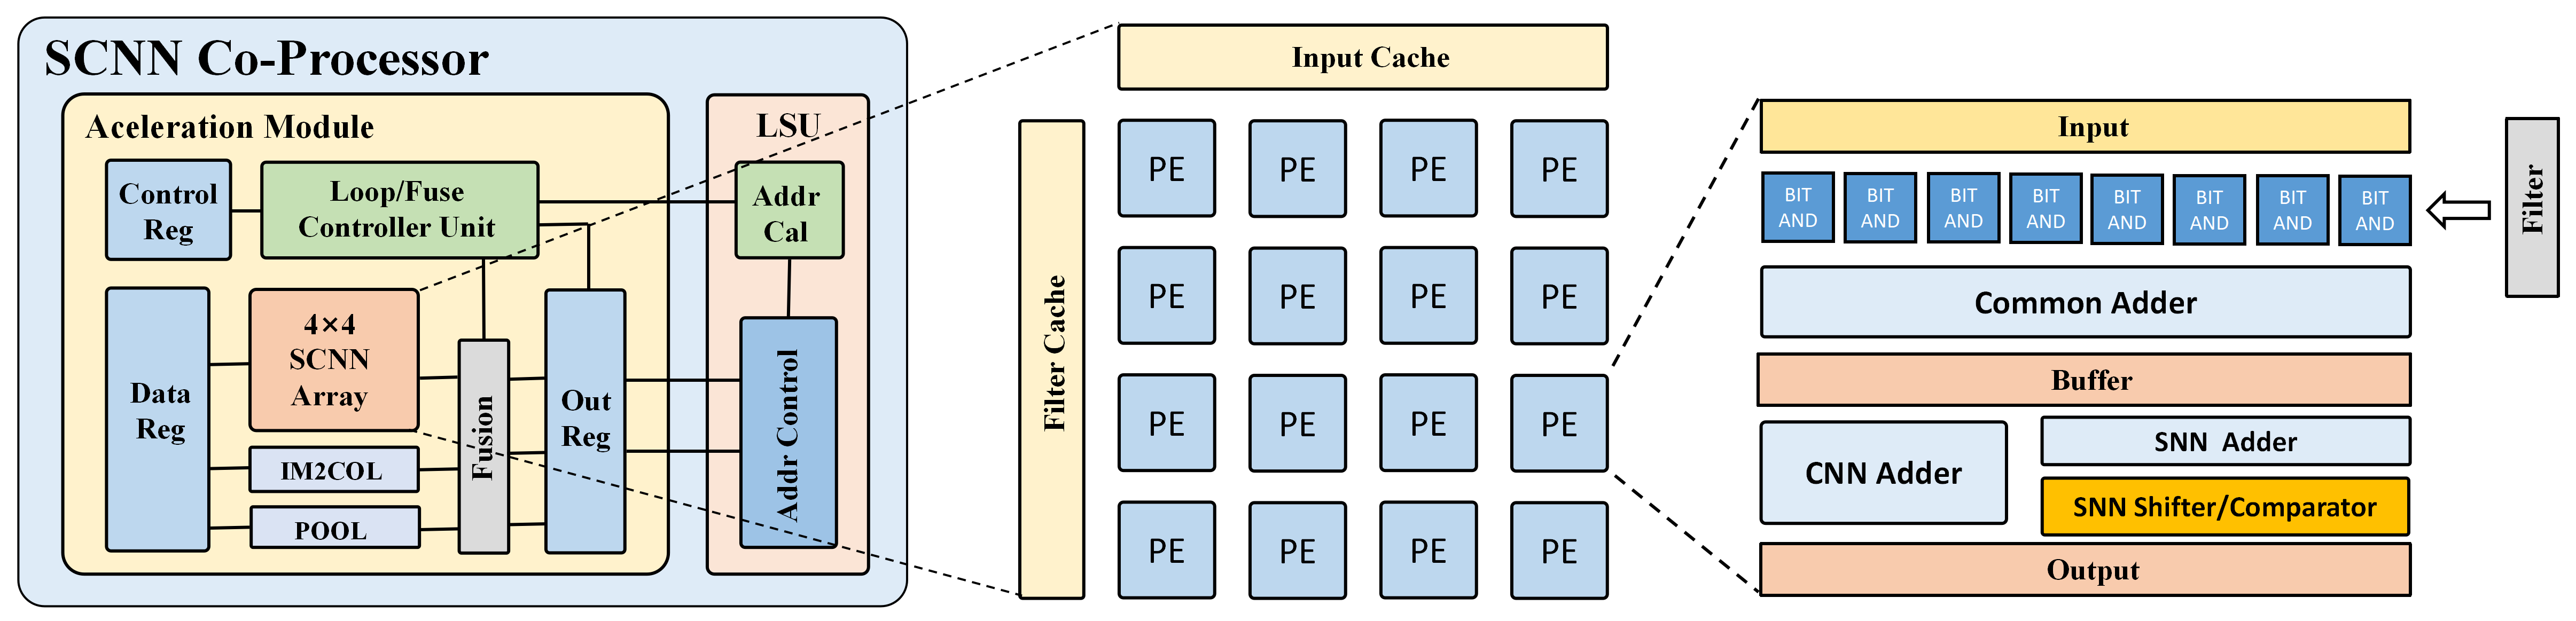 SCNN Co-Processor
Aceleration Module
Control
Reg
Loop/Fuse
Controller Unit
Data
Reg
4×4
SCNN
Array
IM2COL
POOL
Fusion
Out
Reg
LSU
Addr
Cal
Addr Control
Input Cache
Filter Cache
PE PE PE PE
PE PE PE PE
PE PE PE PE
PE PE PE PE
Input
BIT BIT BIT BIT BIT BIT BIT BIT
AND AND AND AND AND AND AND AND
Filter
Common Adder
Buffer
CNN Adder
SNN Adder
SNN Shifter/Comparator
Output